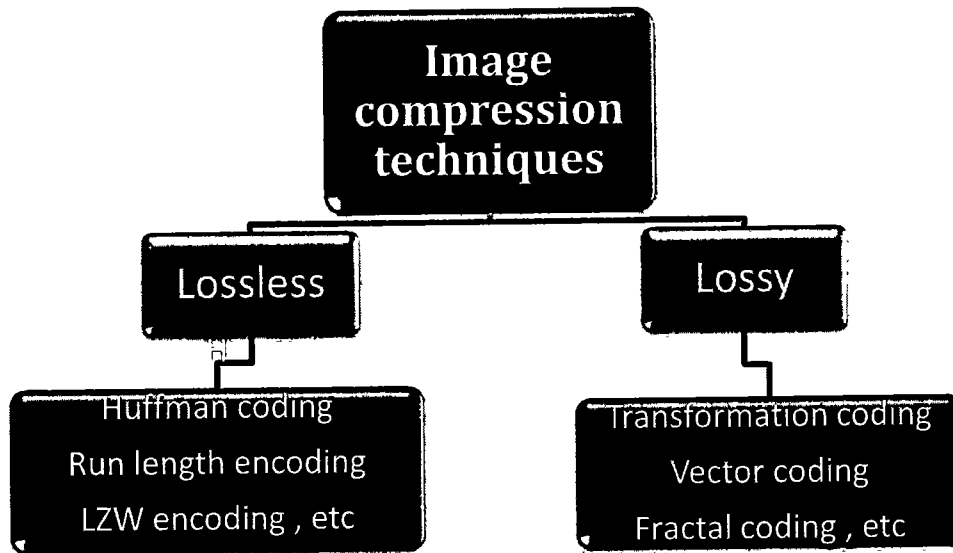 Image
compression
techniques
Lossless
Lossy
Huffman coding
Run length encoding
LZW encoding , etc
Transformation coding
Vector coding
Fractal coding , etc